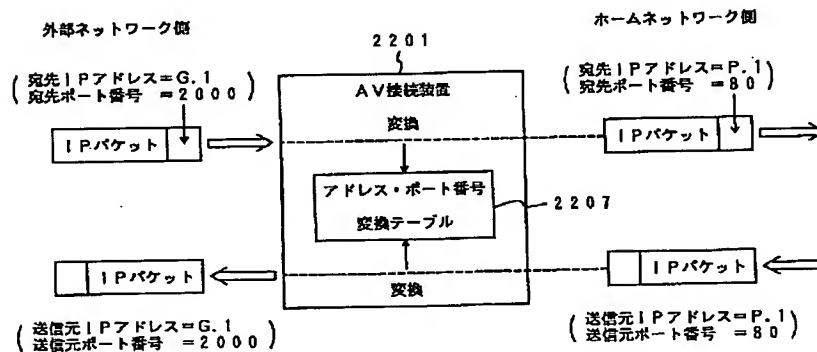 外部ネットワーク側
ホームネットワーク側
2201
宛先IPアドレス=G.1
宛先ポート番号 =2000
AV接続装置
宛先IPアドレス=P.1
宛先ポート番号 =80
IPパケット
変換
IPパケット
アドレス・ポート番号
変換テーブル
2207
IPパケット
変換
IPパケット
送信元IPアドレス=G.1
送信元ポート番号 =2000
送信元IPアドレス=P.1
送信元ポート番号 =80